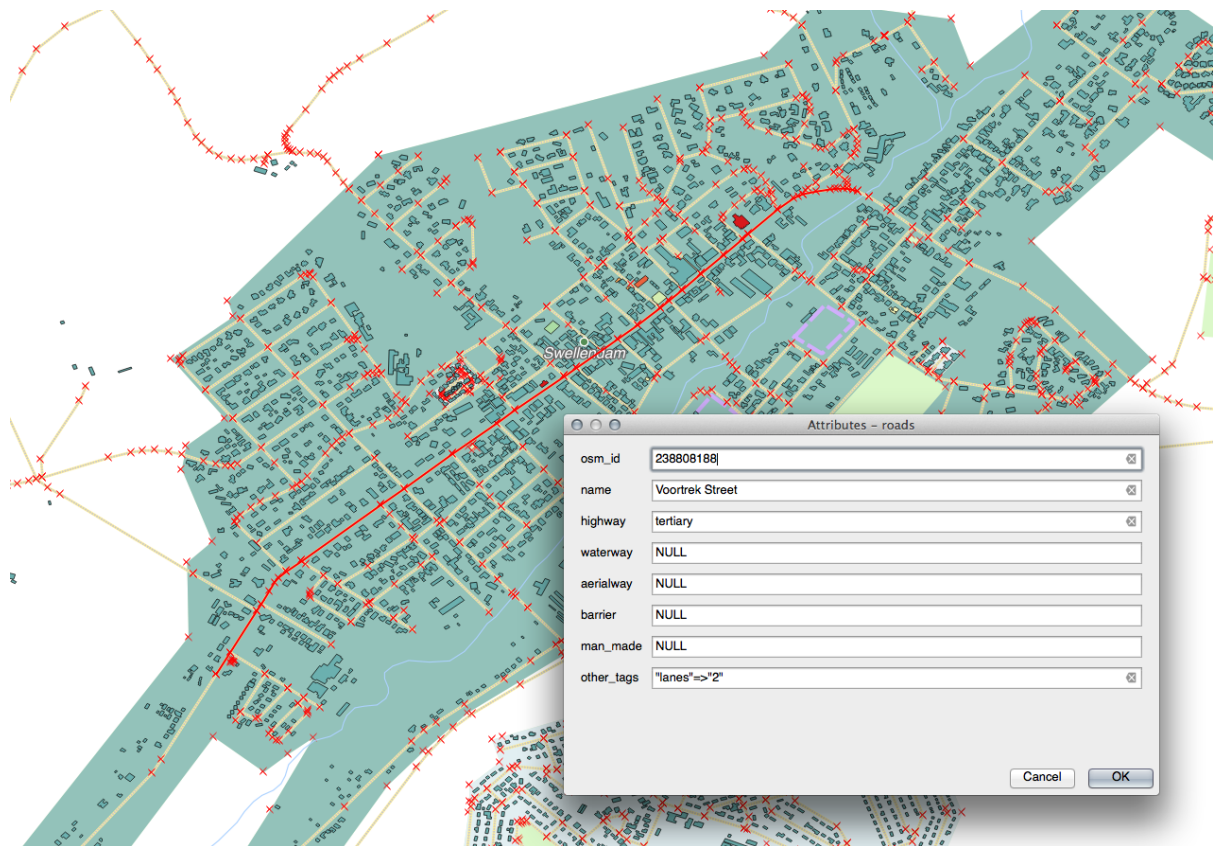 Swellendam
Attributes – roads
osm_id 238808188
name Voortrek Street
highway tertiary
waterway NULL
aerialway NULL
barrier NULL
man_made NULL
other_tags "lanes"=>"2"
Cancel OK